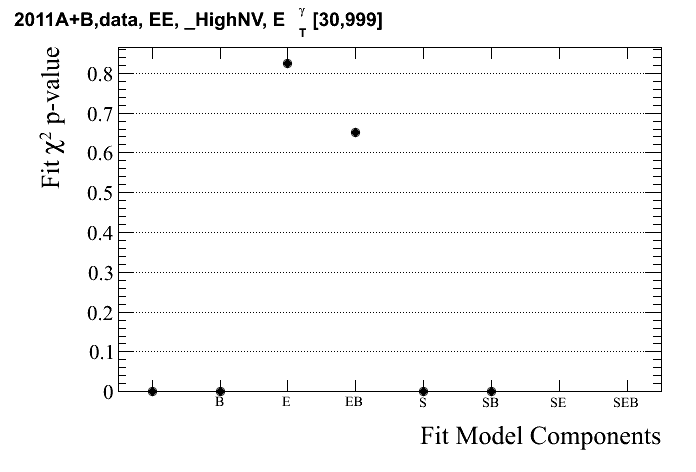 2011A+B,data, EE, _HighNV, E γ T [30,999]
Fit χ² p-value
0.8
0.7
0.6
0.5
0.4
0.3
0.2
0.1
0
B E EB S SB SE SEB
Fit Model Components